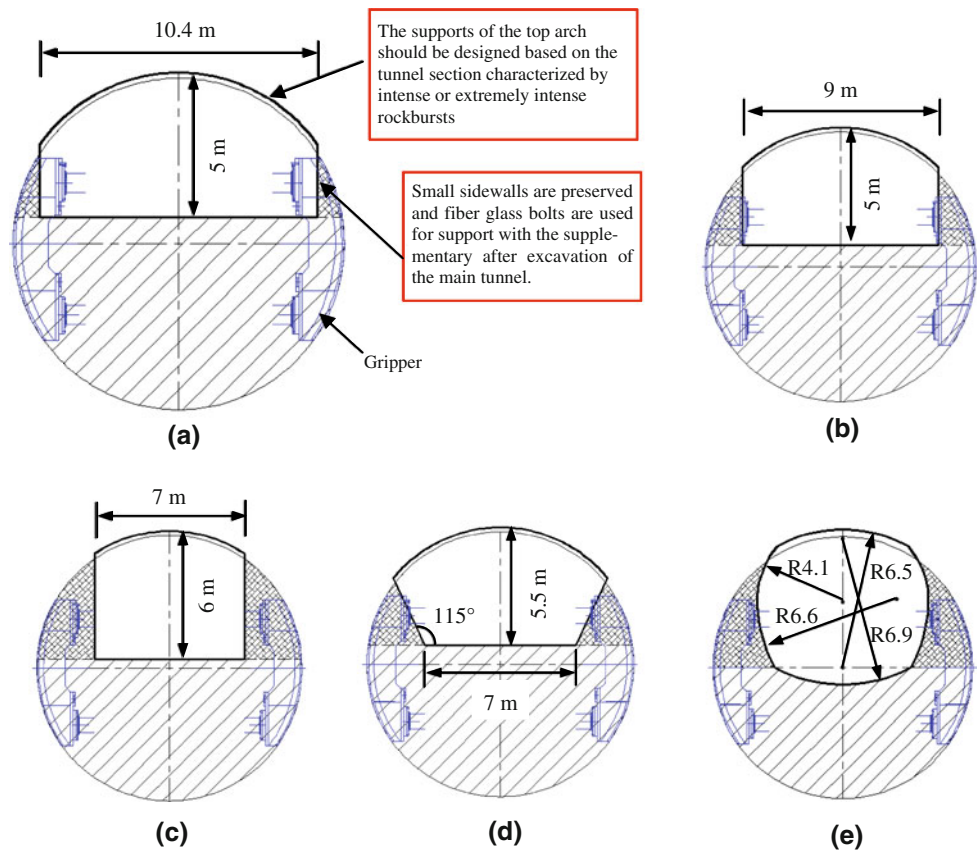 10.4 m
The supports of the top arch
should be designed based on the
tunnel section characterized by
intense or extremely intense
rockbursts
5 m
Small sidewalls are preserved
and fiber glass bolts are used
for support with the supple-
mentary after excavation of
the main tunnel.
Gripper
(a)
9 m
5 m
(b)
7 m
6 m
(c)
5.5 m
115°
7 m
(d)
R4.1
R6.5
R6.6
R6.9
(e)